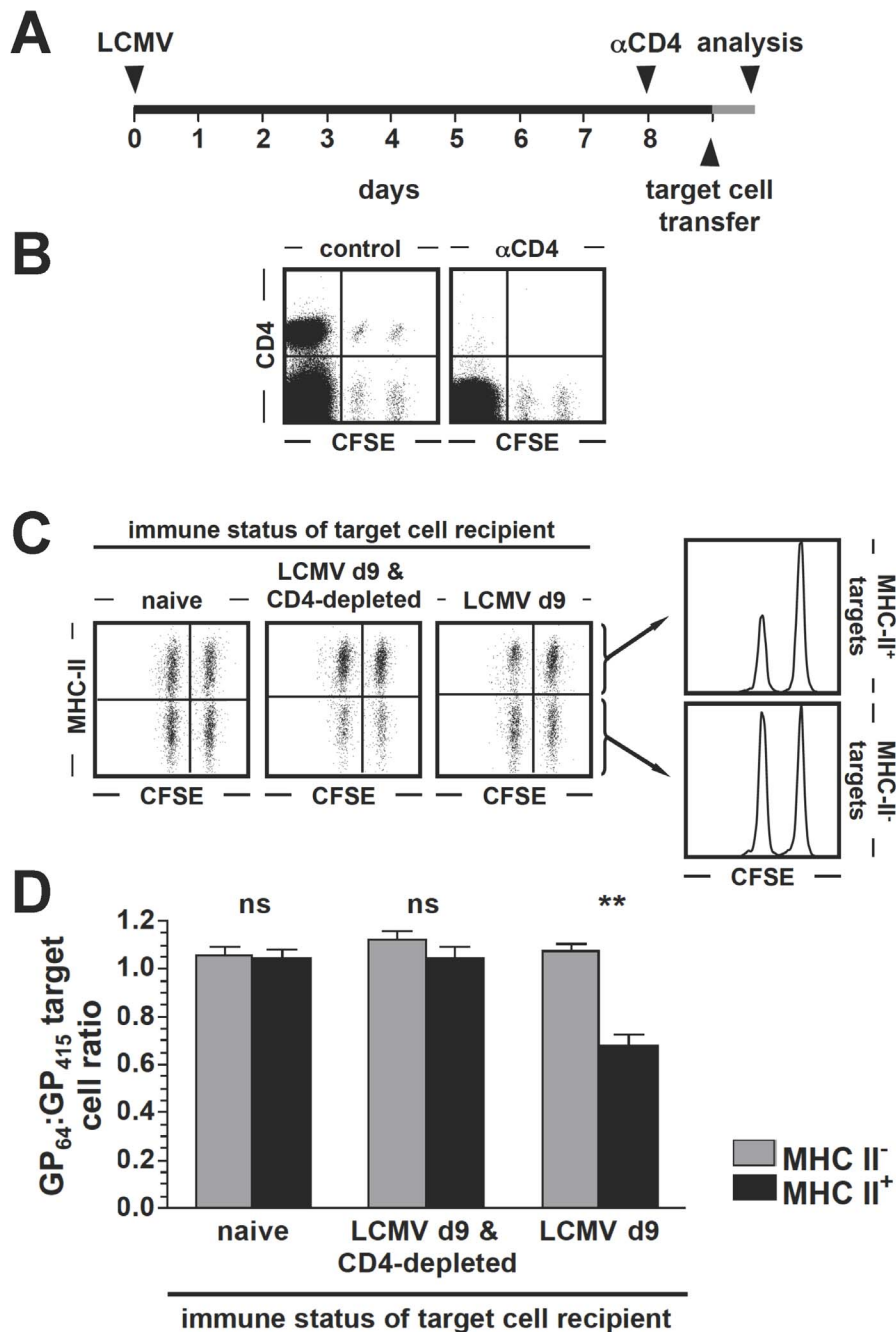 A
LCMV αCD4 analysis
0 1 2 3 4 5 6 7 8
days
target cell
transfer
B
control αCD4
CD4
CFSE CFSE
C
immune status of target cell recipient
naive
LCMV d9 &
CD4-depleted
LCMV d9
MHC-II
CFSE CFSE CFSE
MHC-II⁺
targets
MHC-II⁻
targets
CFSE
D
ns ns **
1.2
1.0
0.8
0.6
0.4
0.2
0.0
GP₆₄:GP₄₁₅ target
cell ratio
naive
LCMV d9 &
CD4-depleted
LCMV d9
MHC II⁻
MHC II⁺
immune status of target cell recipient